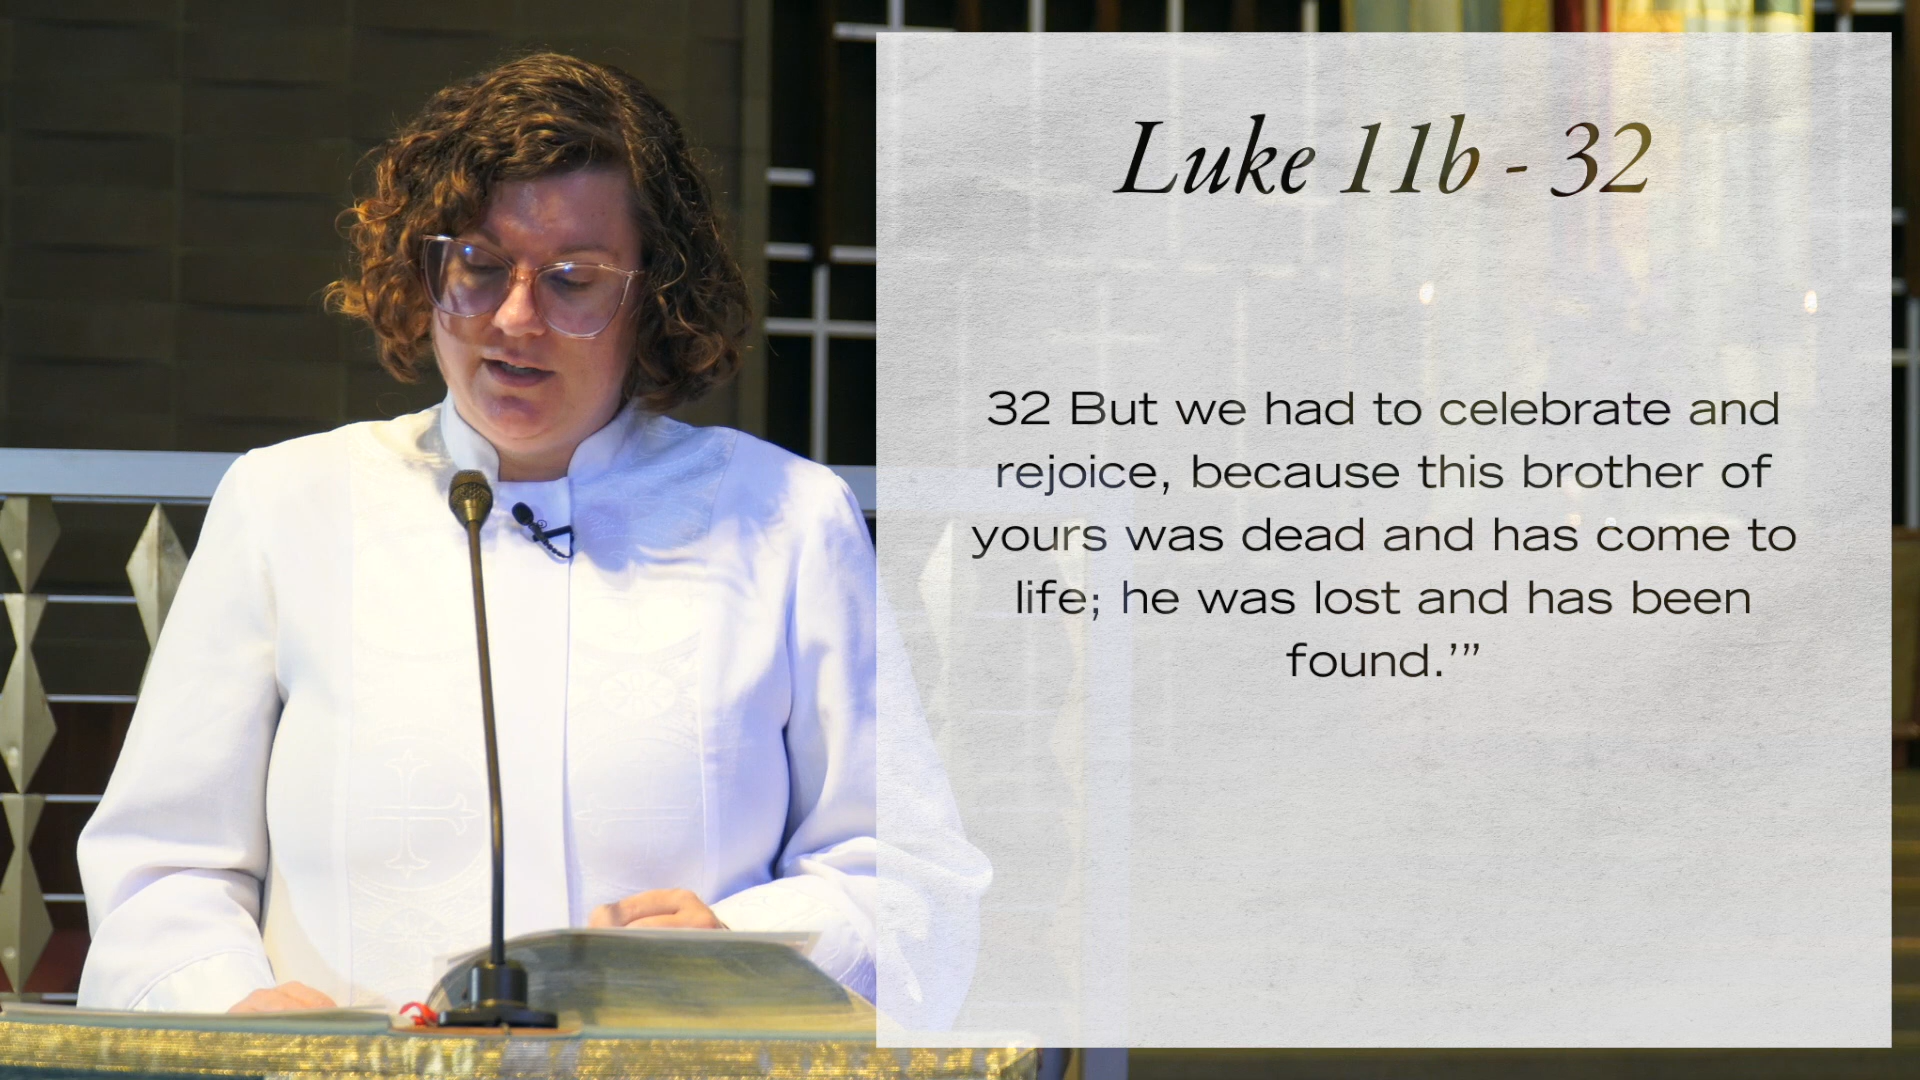 Luke 11b - 32
32 But we had to celebrate and
rejoice, because this brother of
yours was dead and has come to
life; he was lost and has been
found.’”